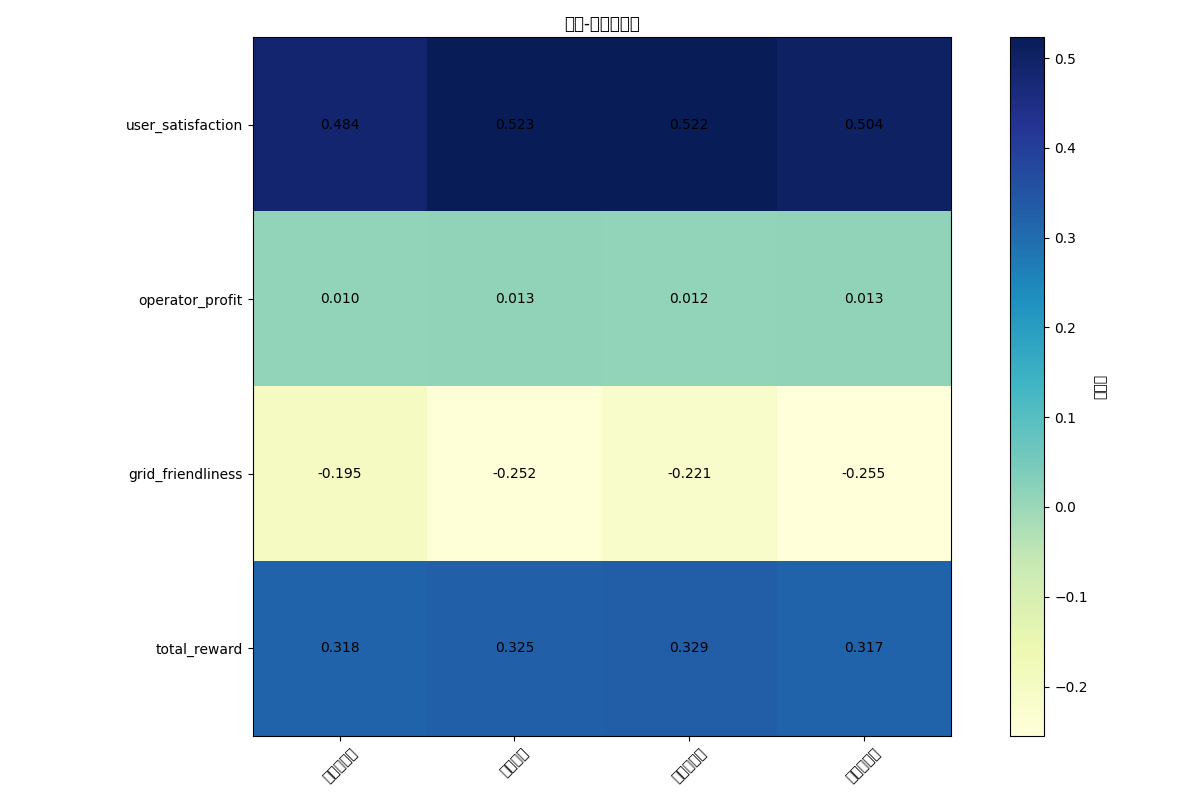 user_satisfaction
0.484 0.523 0.522 0.504
operator_profit
0.010 0.013 0.012 0.013
grid_friendliness
-0.195 -0.252 -0.221 -0.255
total_reward
0.318 0.325 0.329 0.317
0.5
0.4
0.3
0.2
0.1
0.0
−0.1
−0.2